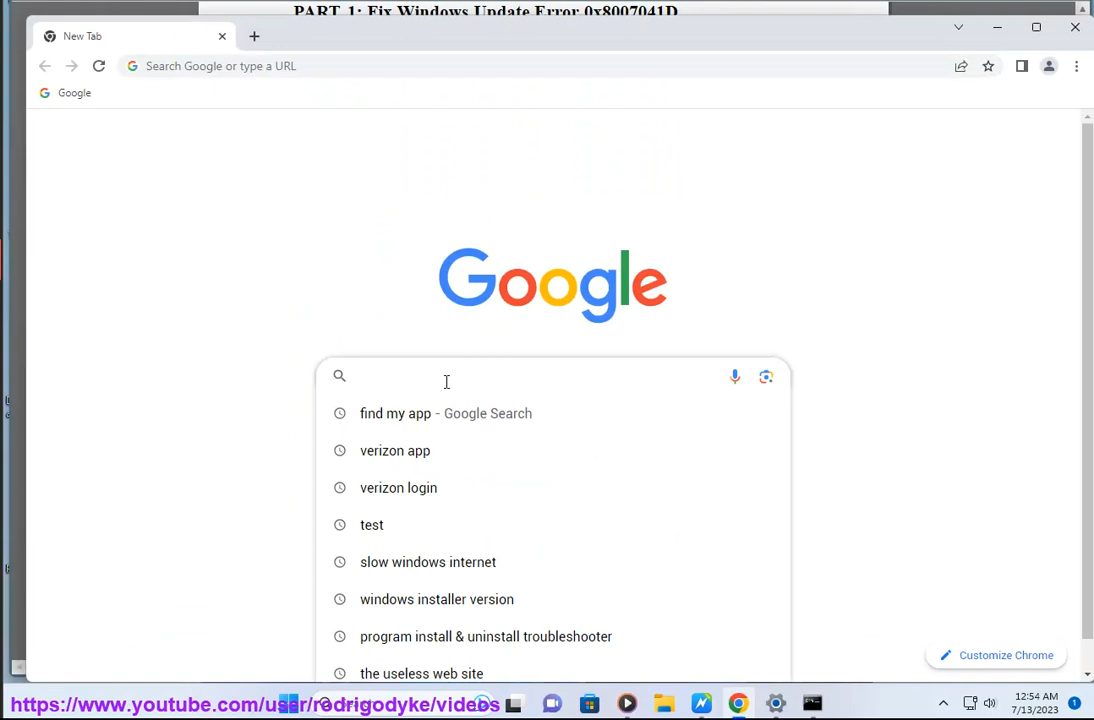 PART 1: Fix Windows Update Error 0x8007041D
New Tab
Search Google or type a URL
Google
Google
find my app - Google Search
verizon app
verizon login
test
slow windows internet
windows installer version
program install & uninstall troubleshooter
the useless web site
Customize Chrome
https://www.youtube.com/user/rodrigodyke/videos
12:54 AM
7/13/2023
1